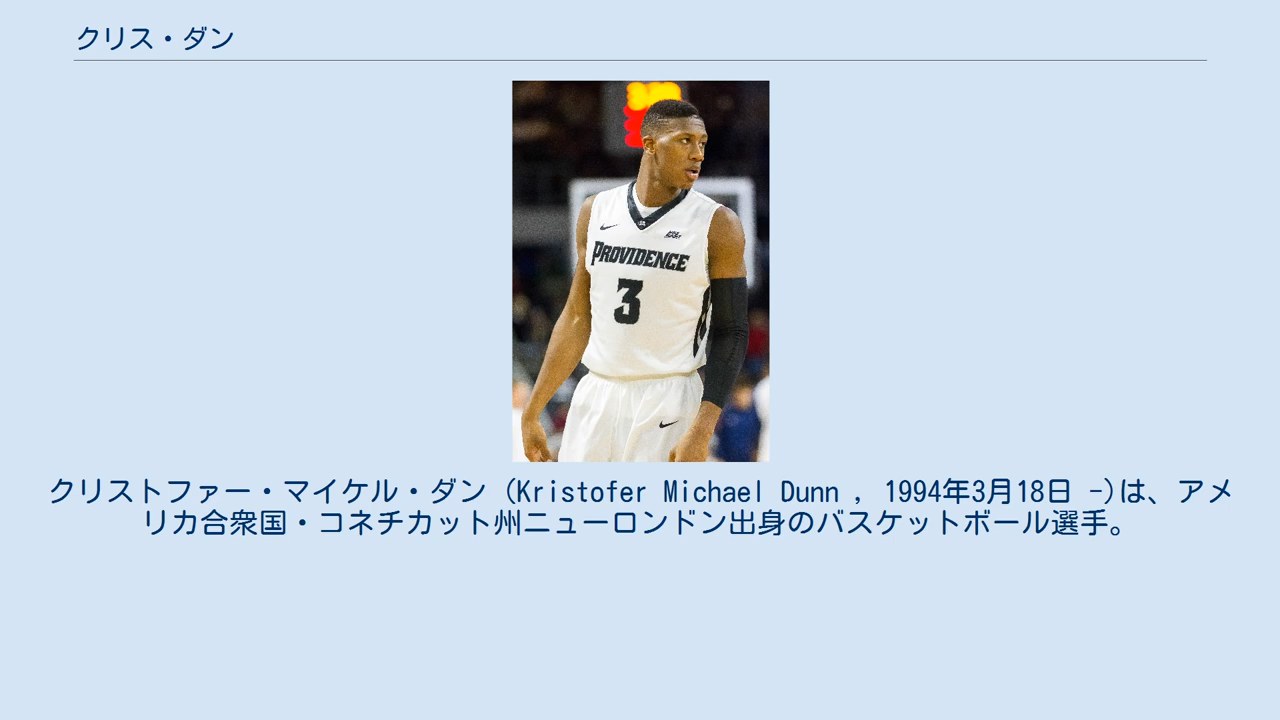 クリス・ダン
PROVIDENCE
3
クリストファー・マイケル・ダン (Kristofer Michael Dunn , 1994年3月18日 -)は、アメ
リカ合衆国・コネチカット州ニューロンドン出身のバスケットボール選手。